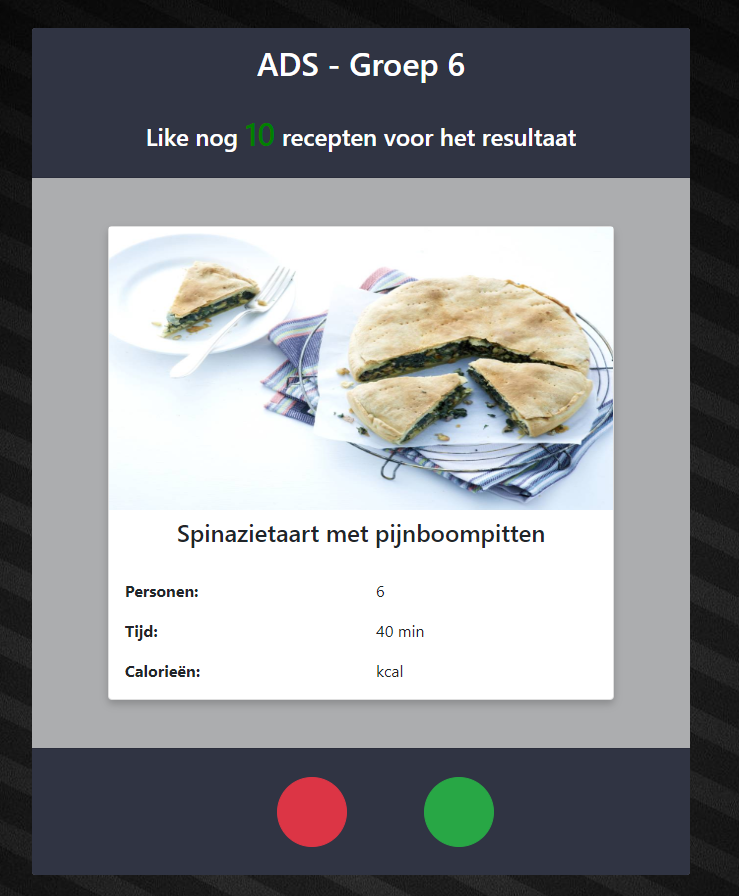 ADS - Groep 6
Like nog 10 recepten voor het resultaat
Spinazietaart met pijnboompitten
Personen: 6
Tijd: 40 min
Calorieën: kcal